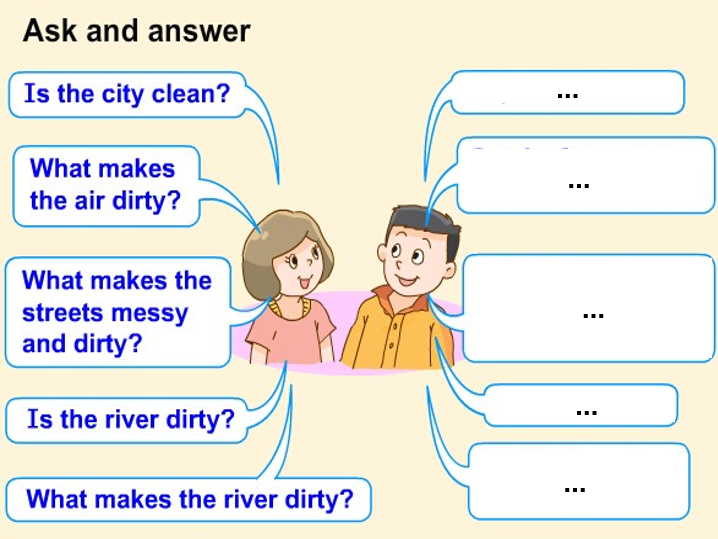 Ask and answer
Is the city clean?
...
What makes
the air dirty?
...
What makes the
streets messy
and dirty?
...
Is the river dirty?
...
What makes the river dirty?
...